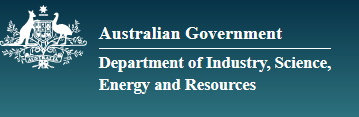 Australian Government
Department of Industry, Science,
Energy and Resources